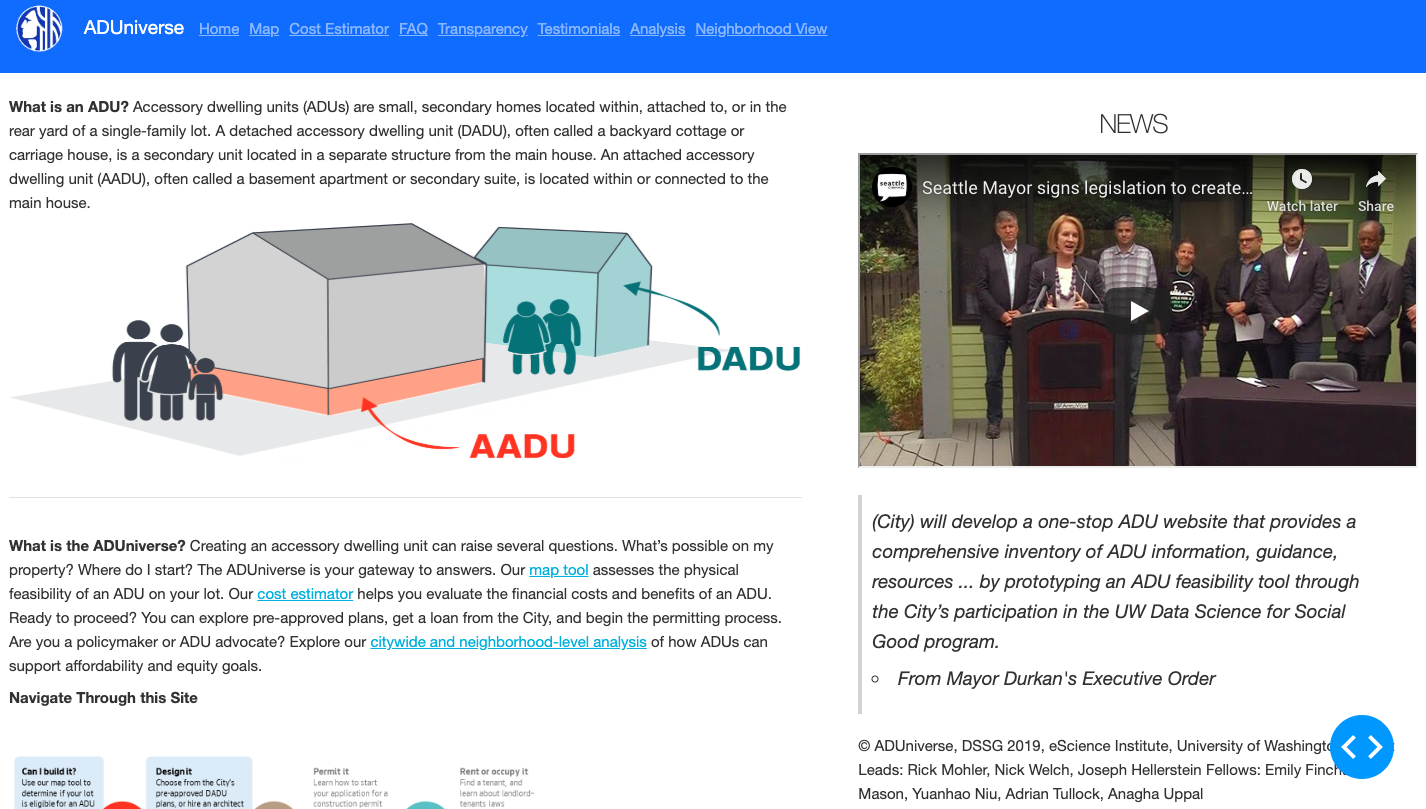 ADUniverse Home Map Cost Estimator FAQ Transparency Testimonials Analysis Neighborhood View
What is an ADU? Accessory dwelling units (ADUs) are small, secondary homes located within, attached to, or in the
rear yard of a single-family lot. A detached accessory dwelling unit (DADU), often called a backyard cottage or
carriage house, is a secondary unit located in a separate structure from the main house. An attached accessory
dwelling unit (AADU), often called a basement apartment or secondary suite, is located within or connected to the
main house.
DADU
AADU
What is the ADUniverse? Creating an accessory dwelling unit can raise several questions. What's possible on my
property? Where do I start? The ADUniverse is your gateway to answers. Our map tool assesses the physical
feasibility of an ADU on your lot. Our cost estimator helps you evaluate the financial costs and benefits of an ADU.
Ready to proceed? You can explore pre-approved plans, get a loan from the City, and begin the permitting process.
Are you a policymaker or ADU advocate? Explore our citywide and neighborhood-level analysis of how ADUs can
support affordability and equity goals.
Navigate Through this Site
Can I build it?
Use our map tool to
determine if your lot
is eligible for an ADU
Design it
Choose from the City's
pre-approved DADU
plans, or hire an architect
Permit it
Learn how to start
your application for a
construction permit
Rent or occupy it
Find a tenant, and
learn about landlord-
tenants laws
NEWS
seattle
Seattle Mayor signs legislation to create...
Watch later
Share
(City) will develop a one-stop ADU website that provides a
comprehensive inventory of ADU information, guidance,
resources ... by prototyping an ADU feasibility tool through
the City's participation in the UW Data Science for Social
Good program.
From Mayor Durkan's Executive Order
© ADUniverse, DSSG 2019, eScience Institute, University of
Leads: Rick Mohler, Nick Welch, Joseph Hellerstein Fellows: Emily
Mason, Yuanhao Niu, Adrian Tullock, Anagha Uppal